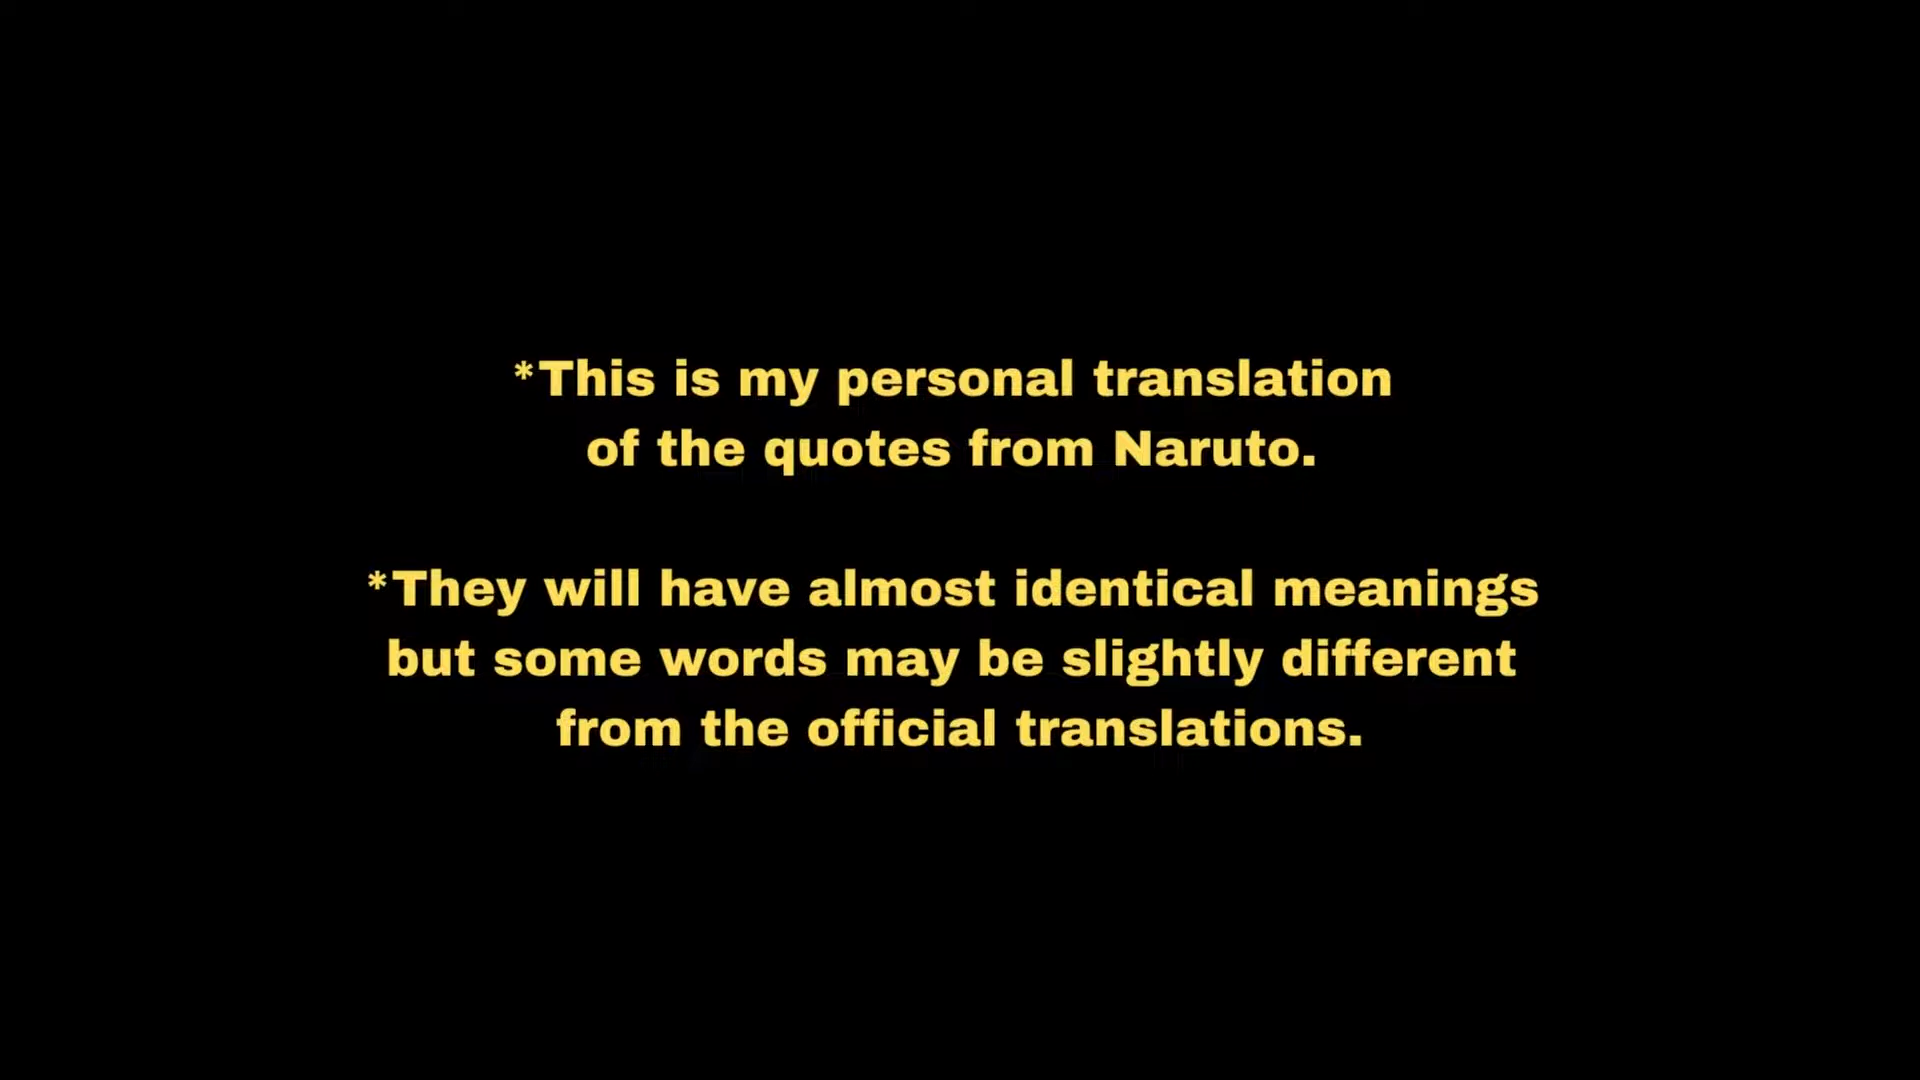 *This is my personal translation
of the quotes from Naruto.
*They will have almost identical meanings
but some words may be slightly different
from the official translations.